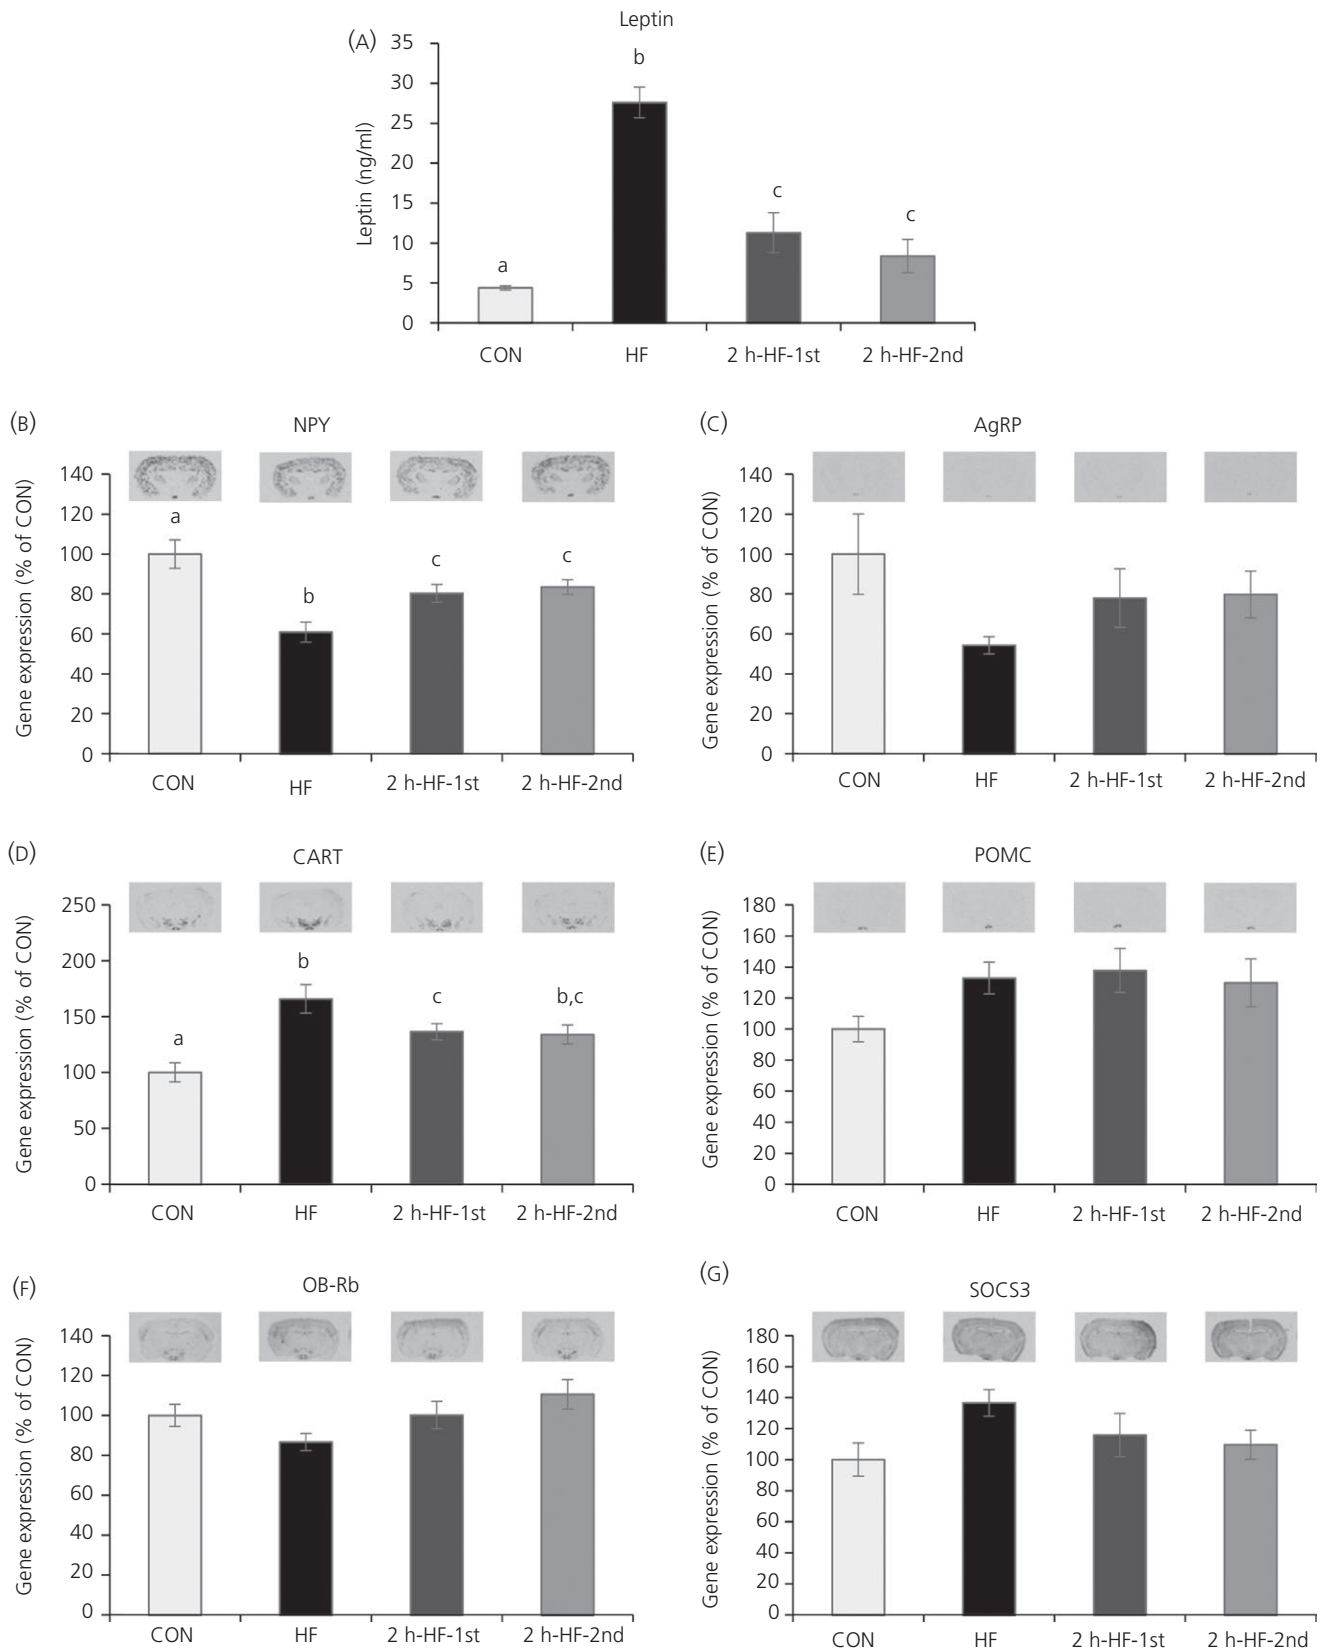 Leptin
(A)
35
30
25
20
15
10
5
0
Leptin (ng/ml)
a
b
c
c
CON HF 2 h-HF-1st 2 h-HF-2nd
(B)
NPY
140
120
100
80
60
40
20
0
Gene expression (% of CON)
a
b
c
c
CON HF 2 h-HF-1st 2 h-HF-2nd
(C)
AgRP
140
120
100
80
60
40
20
0
Gene expression (% of CON)
CON HF 2 h-HF-1st 2 h-HF-2nd
(D)
CART
250
200
150
100
50
0
Gene expression (% of CON)
a
b
c
b,c
CON HF 2 h-HF-1st 2 h-HF-2nd
(E)
POMC
180
160
140
120
100
80
60
40
20
0
Gene expression (% of CON)
CON HF 2 h-HF-1st 2 h-HF-2nd
(F)
OB-Rb
140
120
100
80
60
40
20
0
Gene expression (% of CON)
CON HF 2 h-HF-1st 2 h-HF-2nd
(G)
SOCS3
180
160
140
120
100
80
60
40
20
0
Gene expression (% of CON)
CON HF 2 h-HF-1st 2 h-HF-2nd